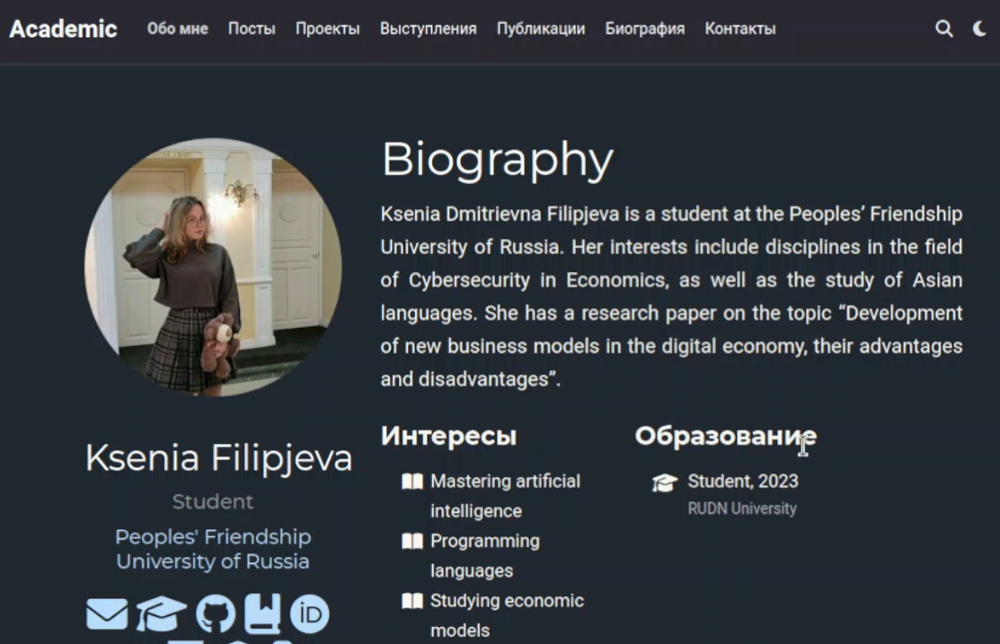 Academic Обо мне Посты Проекты Выступления Публикации Биография Контакты
Biography
Ksenia Dmitrievna Filipjeva is a student at the Peoples’ Friendship
University of Russia. Her interests include disciplines in the field
of Cybersecurity in Economics, as well as the study of Asian
languages. She has a research paper on the topic “Development
of new business models in the digital economy, their advantages
and disadvantages”.
Ksenia Filipjeva
Student
Peoples' Friendship
University of Russia
iD
Интересы
Mastering artificial
intelligence
Programming
languages
Studying economic
models
Образование
Student, 2023
RUDN University